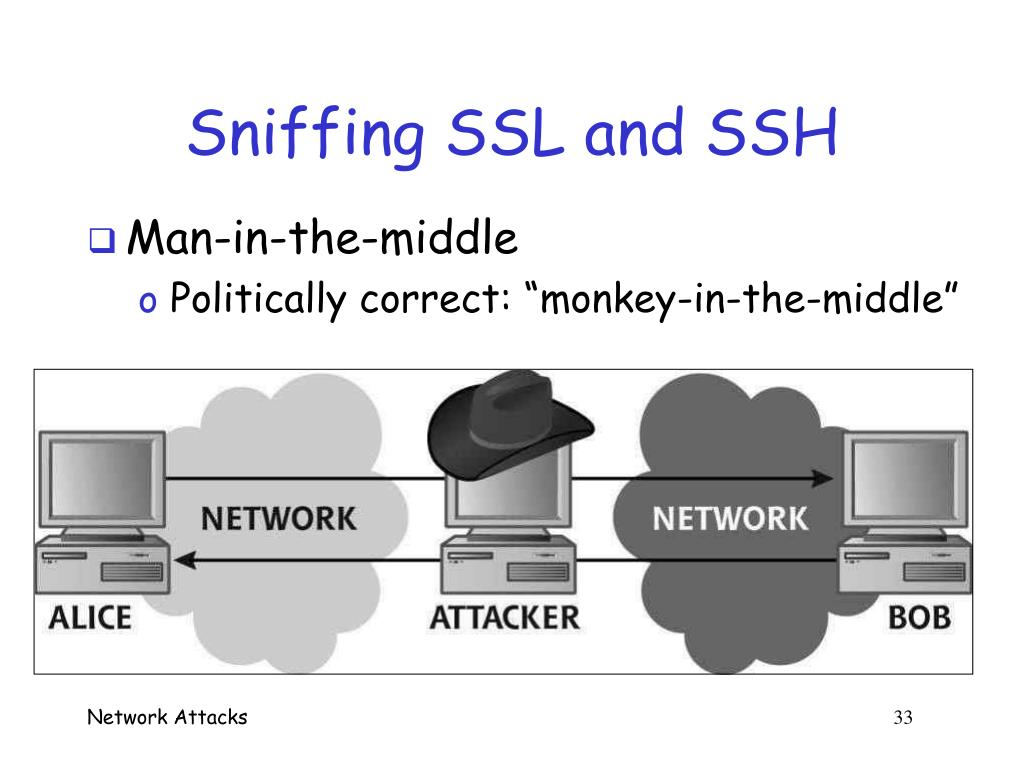 Sniffing SSL and SSH
❑ Man-in-the-middle
o Politically correct: “monkey-in-the-middle”
NETWORK NETWORK
ALICE ATTACKER BOB
Network Attacks 33